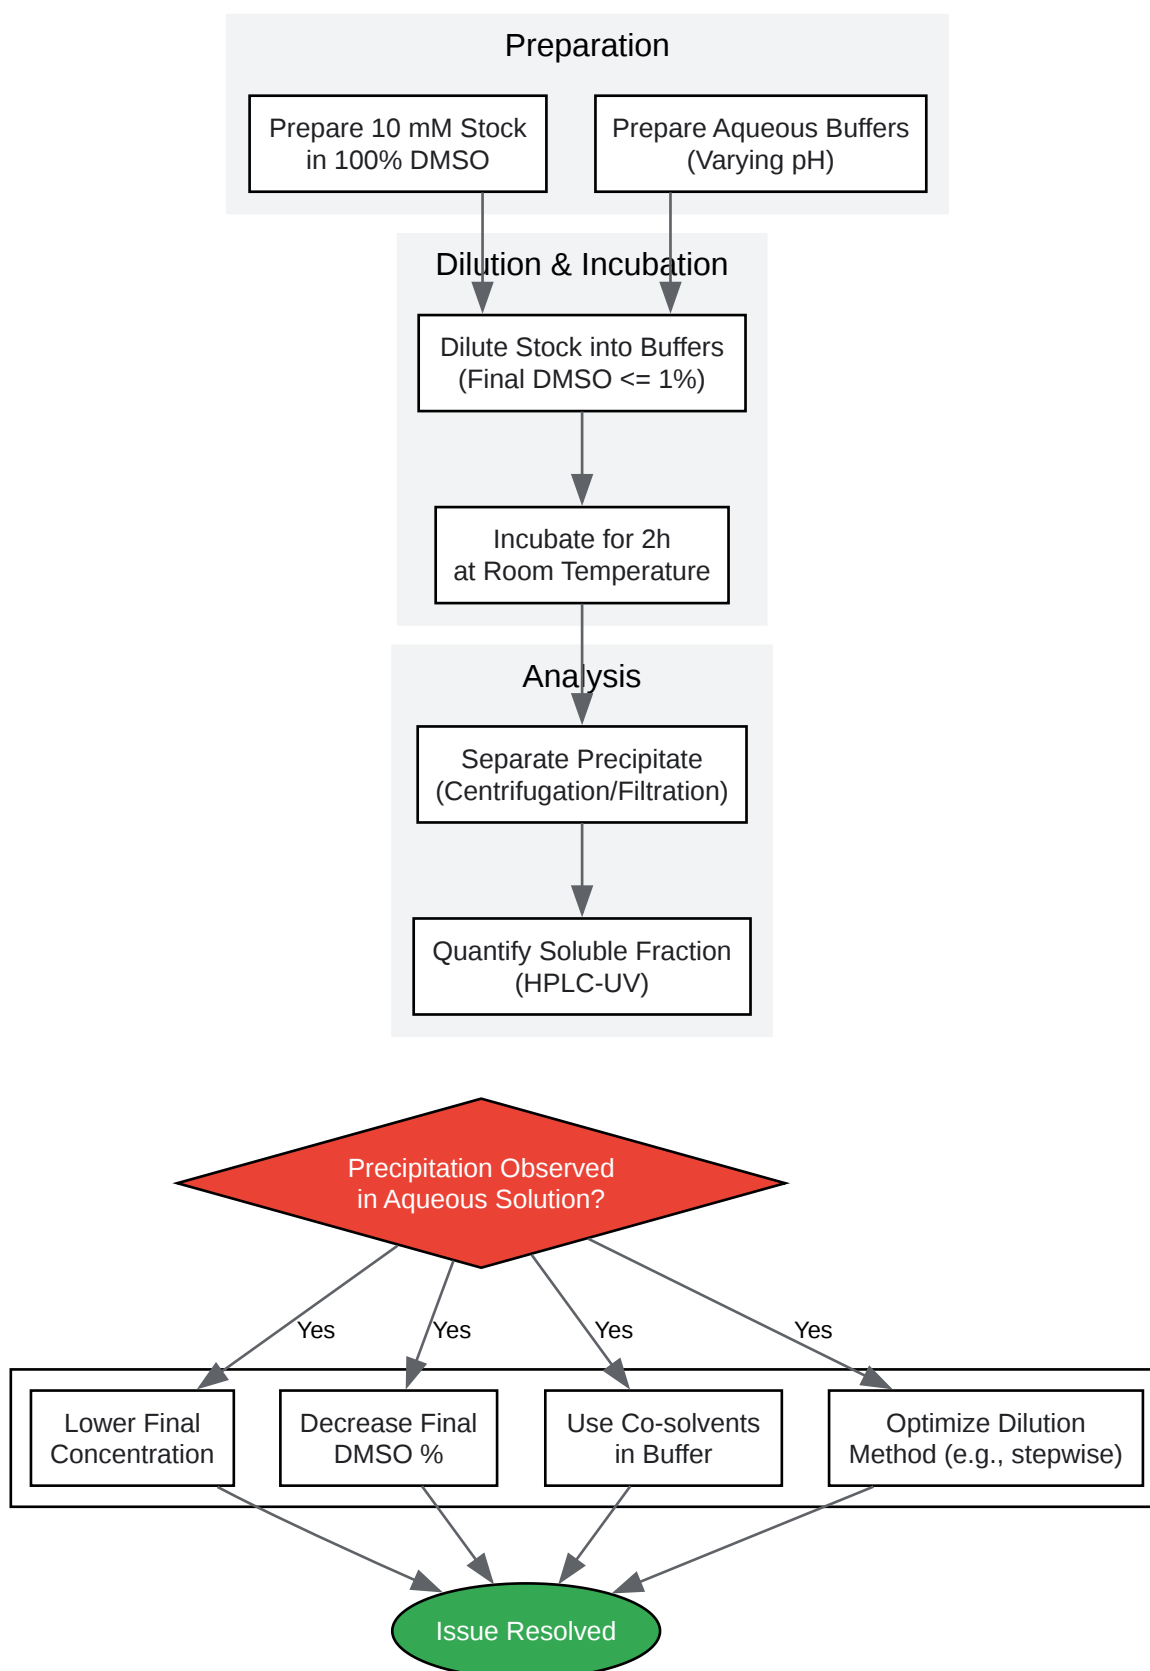 Preparation
Prepare 10 mM Stock
in 100% DMSO
Prepare Aqueous Buffers
(Varying pH)
Dilution & Incubation
Dilute Stock into Buffers
(Final DMSO <= 1%)
Incubate for 2h
at Room Temperature
Analysis
Separate Precipitate
(Centrifugation/Filtration)
Quantify Soluble Fraction
(HPLC-UV)
Precipitation Observed
in Aqueous Solution?
Yes
Yes
Yes
Yes
Lower Final
Concentration
Decrease Final
DMSO %
Use Co-solvents
in Buffer
Optimize Dilution
Method (e.g., stepwise)
Issue Resolved